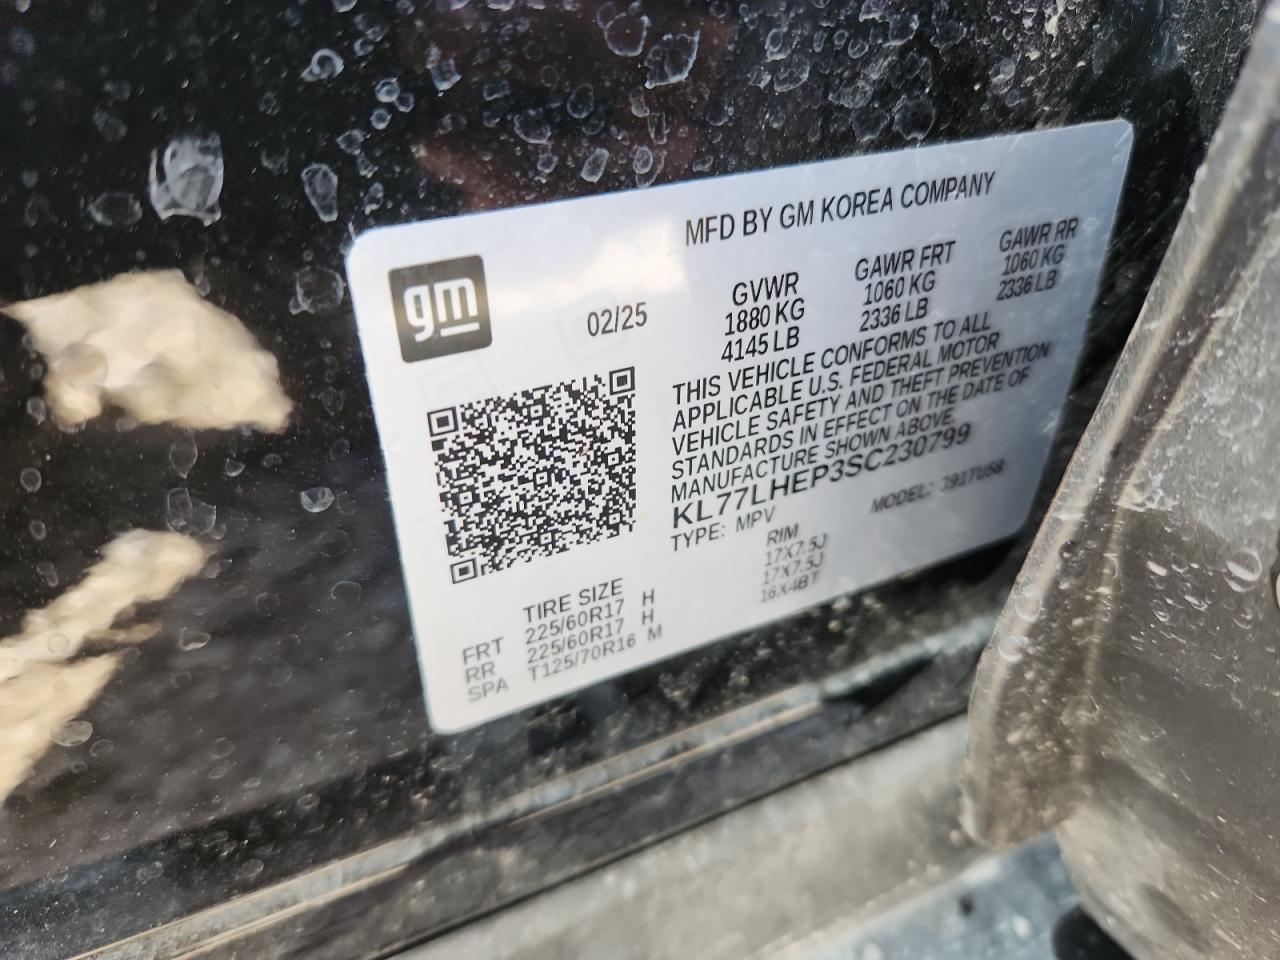 gm
MFD BY GM KOREA COMPANY
02/25
GVWR
1880 KG
4145 LB
GAWR FRT
1060 KG
2336 LB
GAWR RR
1060 KG
2336 LB
THIS VEHICLE CONFORMS TO ALL
APPLICABLE U.S. FEDERAL MOTOR
VEHICLE SAFETY AND THEFT PREVENTION
STANDARDS IN EFFECT ON THE DATE OF
MANUFACTURE SHOWN ABOVE.
KL77LHEP3SC230799
TYPE: MPV
MODEL: 191TU58
TIRE SIZE
RIM
FRT 225/60R17 H 17X7.5J
RR 225/60R17 H 17X7.5J
SPA T125/70R16 M 16X4BT